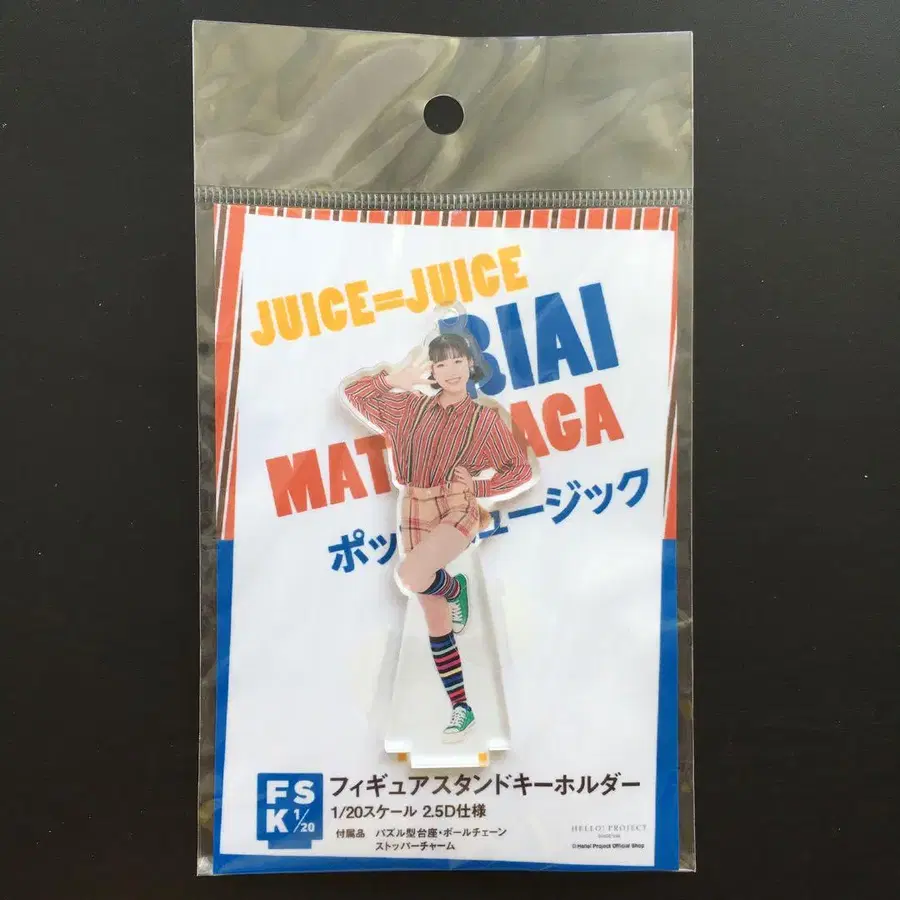 JUICE=JUICE
RIAI
MAT AGA
ポッ ュージック
FS
K 1/20
フィギュアスタンドキーホルダー
1/20スケール 2.5D仕様
付属品 パズル型台座・ボールチェーン
ストッパーチャーム
HELLO! PROJECT
©Hello! Project Official Shop